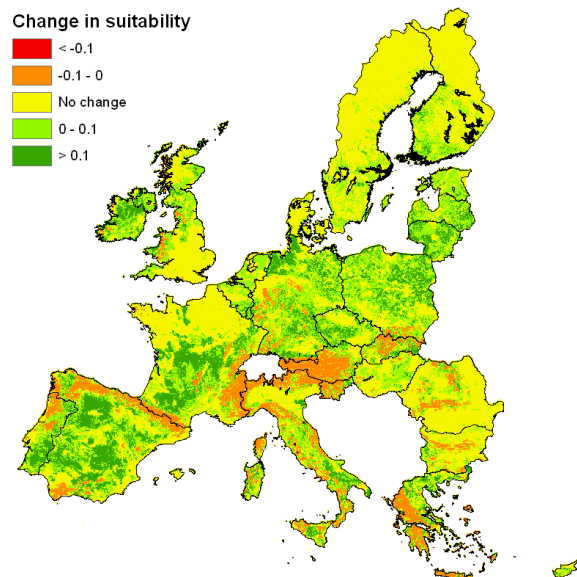 Change in suitability
< -0.1
-0.1 - 0
No change
0 - 0.1
> 0.1